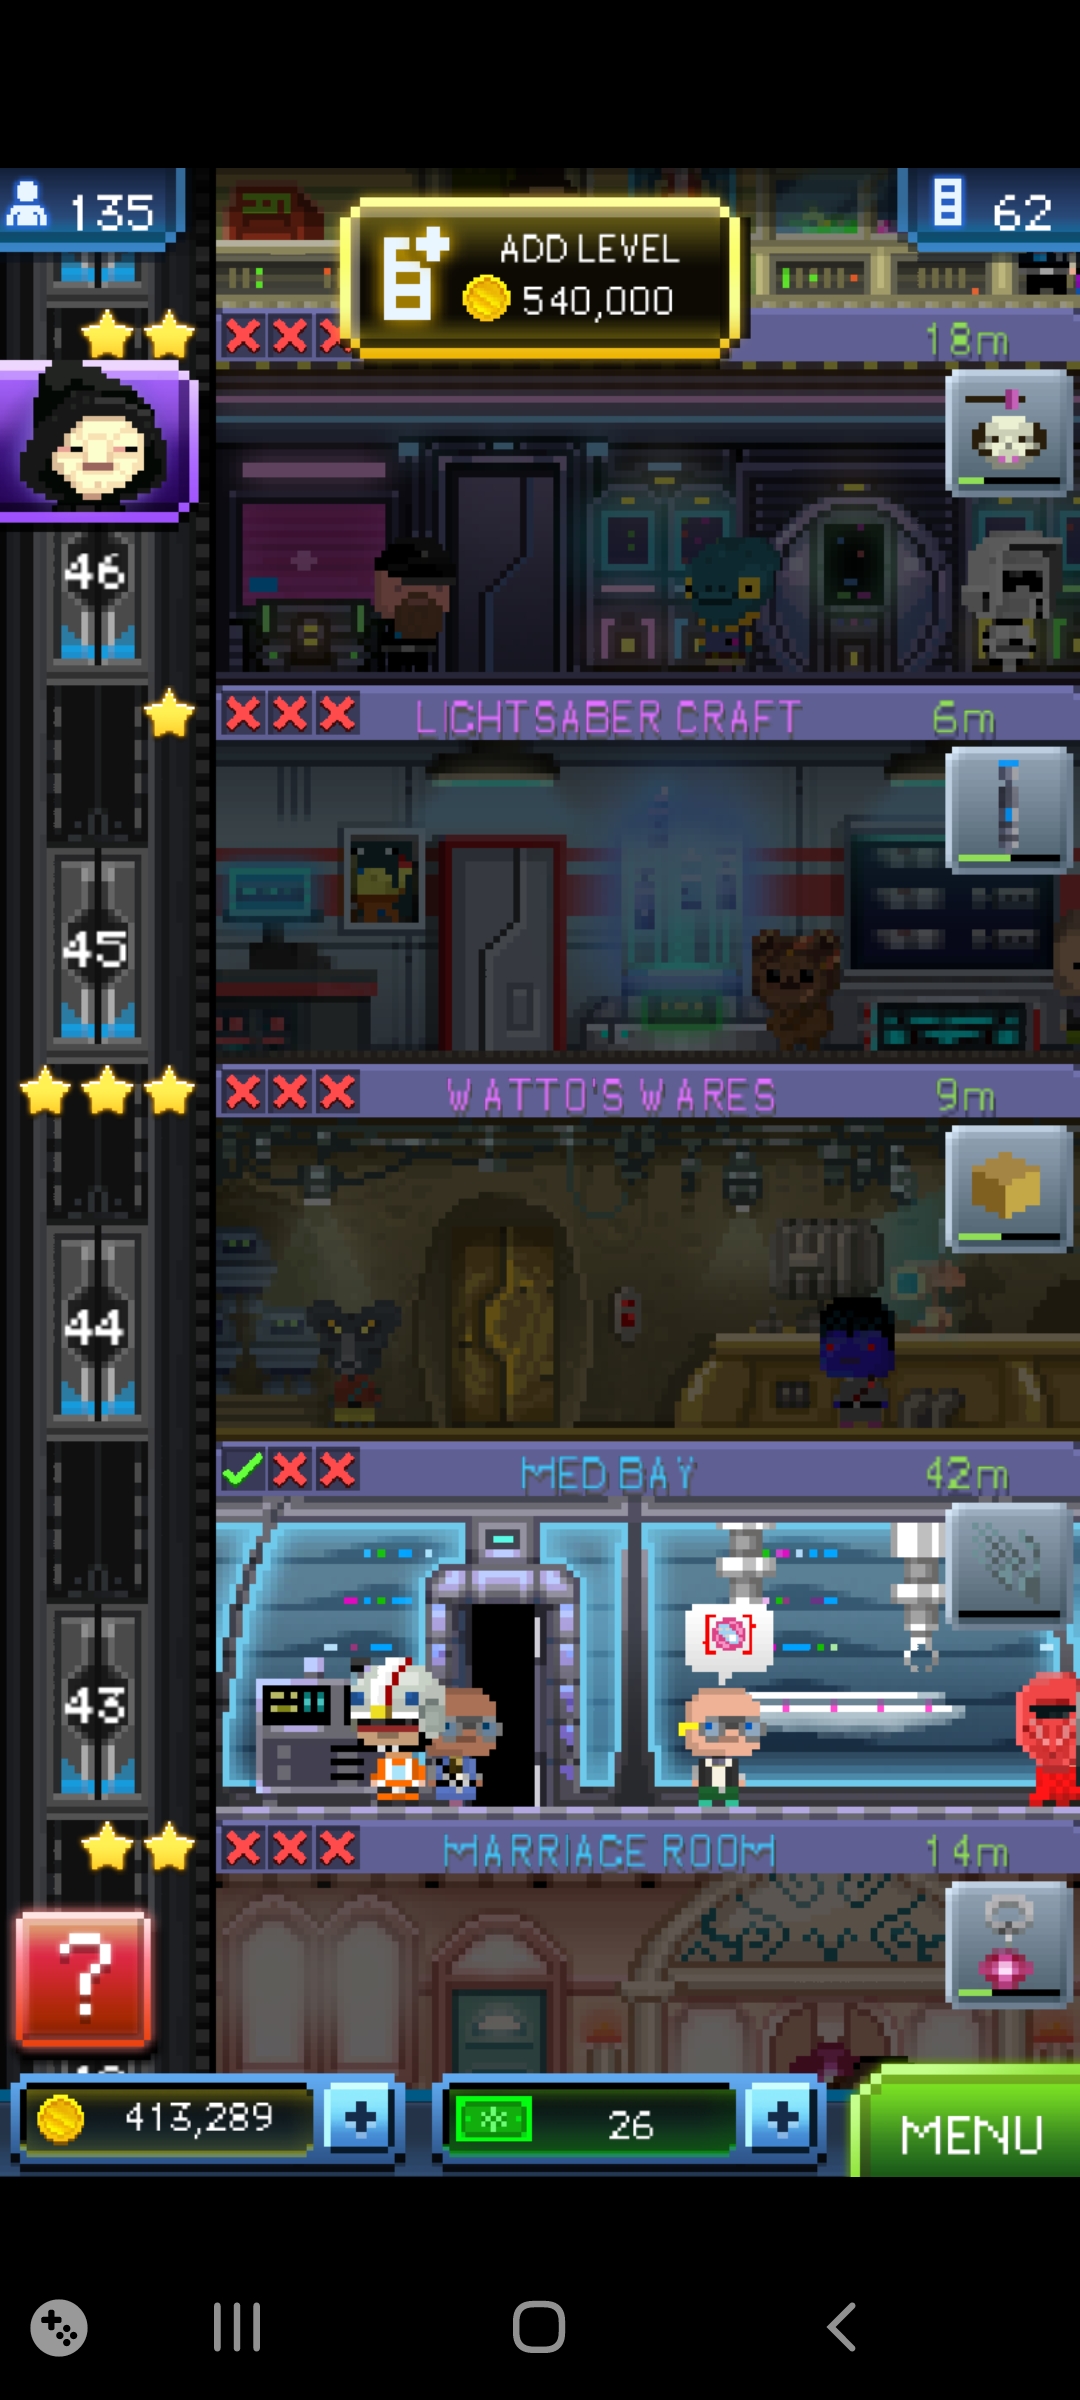 135
ADD LEVEL
540,000
62
18m
46
LIGHTSABER CRAFT
6m
45
WATTO'S WARES
9m
44
MED BAY
42m
43
MARRIAGE ROOM
14m
?
413,289
+
26
+
MENU